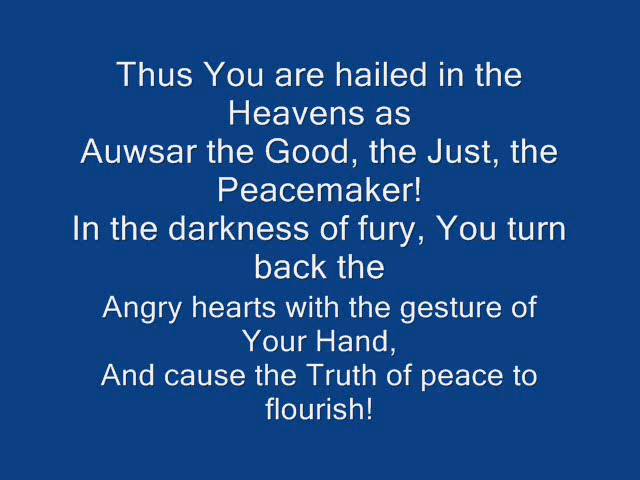 Thus You are hailed in the
Heavens as
Auwsar the Good, the Just, the
Peacemaker!
In the darkness of fury, You turn
back the
Angry hearts with the gesture of
Your Hand,
And cause the Truth of peace to
flourish!